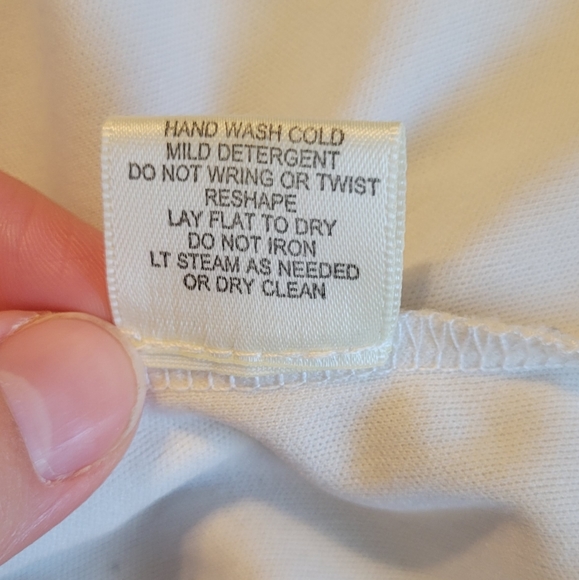 HAND WASH COLD
MILD DETERGENT
DO NOT WRING OR TWIST
RESHAPE
LAY FLAT TO DRY
DO NOT IRON
LT STEAM AS NEEDED
OR DRY CLEAN